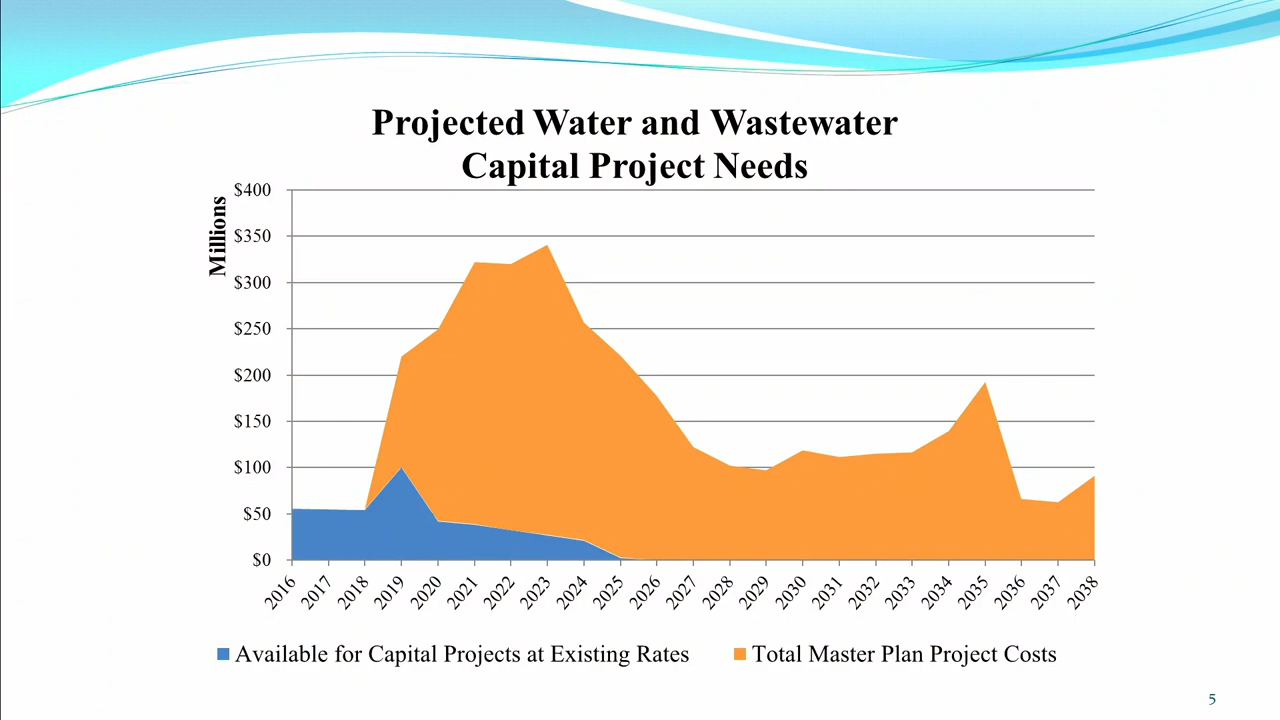 Projected Water and Wastewater
Capital Project Needs
Millions
$400
$350
$300
$250
$200
$150
$100
$50
$0
2016 2017 2018 2019 2020 2021 2022 2023 2024 2025 2026 2027 2028 2029 2030 2031 2032 2033 2034 2035 2036 2037 2038
Available for Capital Projects at Existing Rates Total Master Plan Project Costs
5